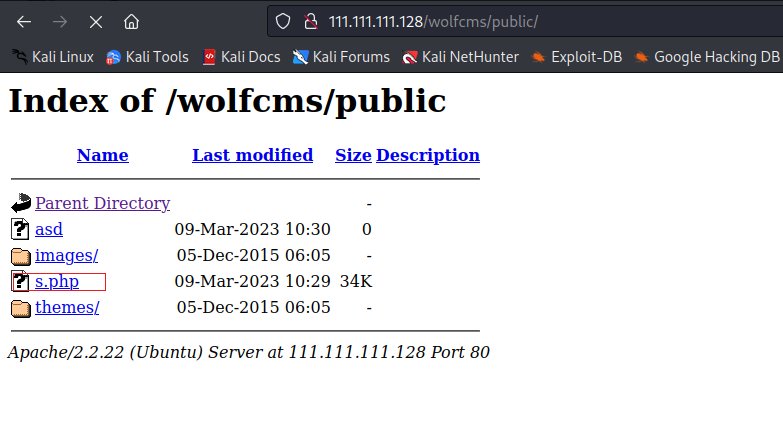 111.111.111.128/wolfcms/public/
Kali Linux Kali Tools Kali Docs Kali Forums Kali NetHunter Exploit-DB Google Hacking DB
Index of /wolfcms/public
Name Last modified Size Description
Parent Directory -
asd 09-Mar-2023 10:30 0
images/ 05-Dec-2015 06:05 -
s.php 09-Mar-2023 10:29 34K
themes/ 05-Dec-2015 06:05 -
Apache/2.2.22 (Ubuntu) Server at 111.111.111.128 Port 80